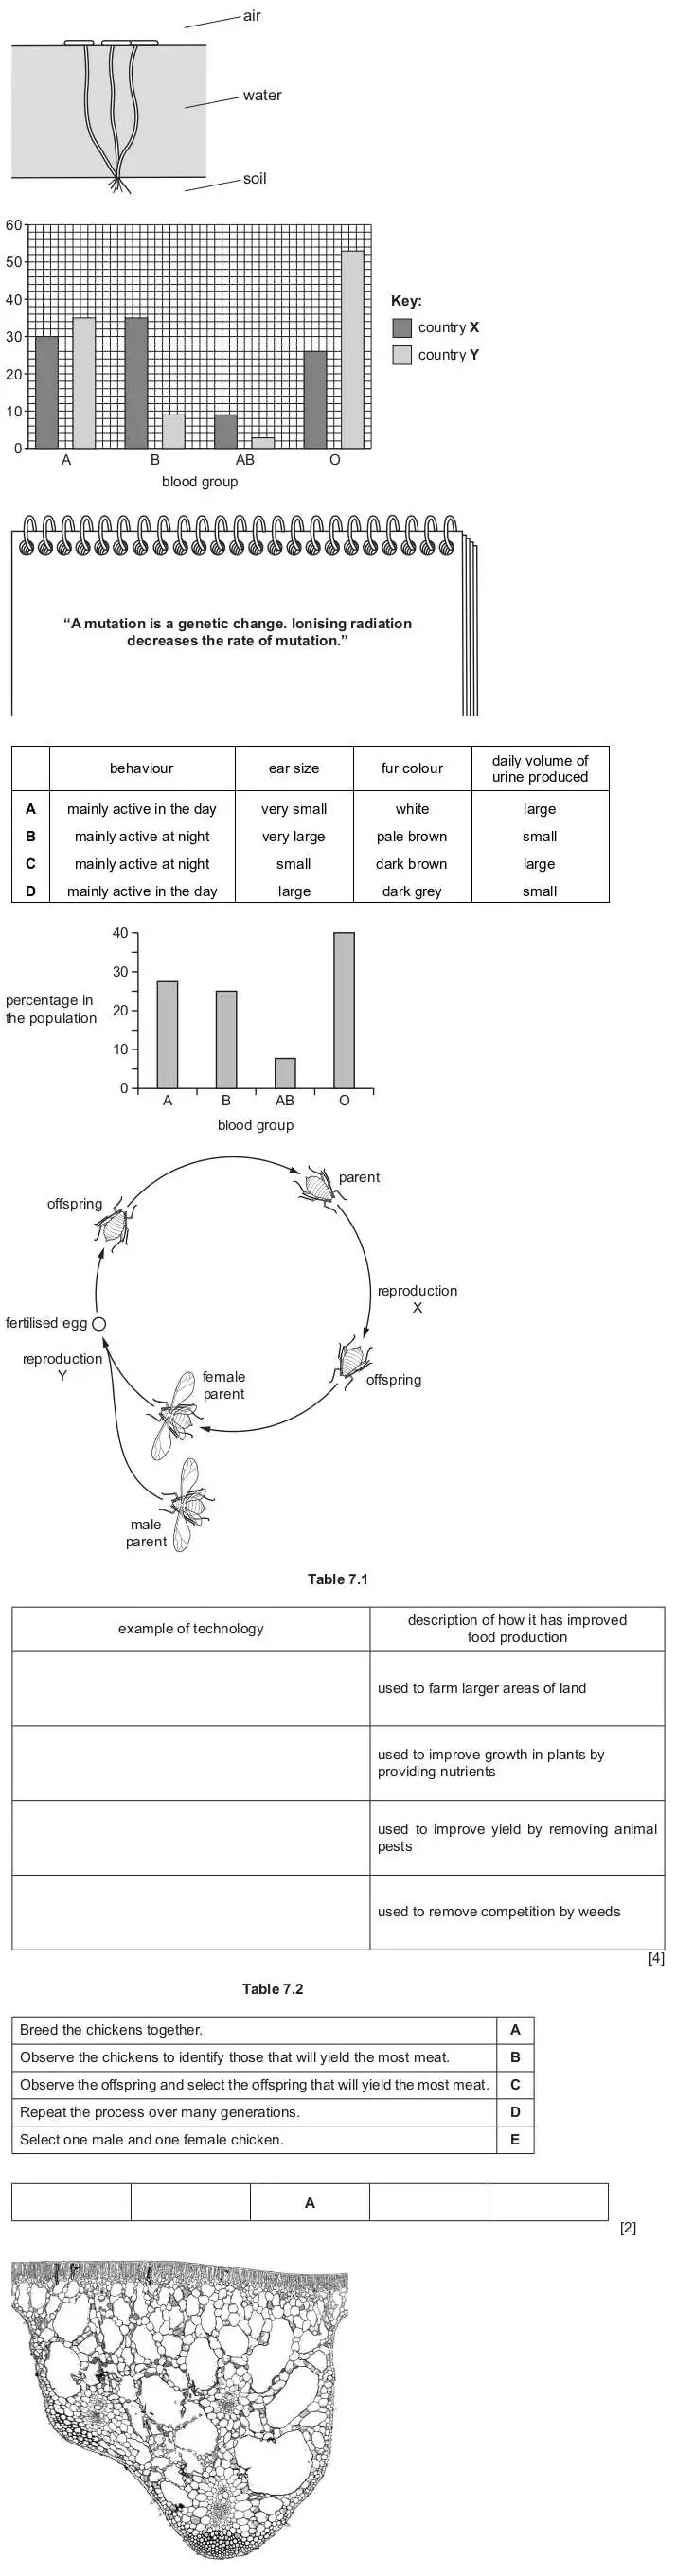 air
water
soil
60
50
40
30
20
10
0
A B AB O
blood group
Key:
country X
country Y
“A mutation is a genetic change. Ionising radiation
decreases the rate of mutation.”
behaviour ear size fur colour daily volume of
urine produced
A mainly active in the day very small white large
B mainly active at night very large pale brown small
C mainly active at night small dark brown large
D mainly active in the day large dark grey small
40
30
20
10
0
percentage in
the population
A B AB O
blood group
parent
offspring
reproduction
X
fertilised egg
reproduction
Y
female
parent
offspring
male
parent
Table 7.1
example of technology description of how it has improved
food production
used to farm larger areas of land
used to improve growth in plants by
providing nutrients
used to improve yield by removing animal
pests
used to remove competition by weeds
[4]
Table 7.2
Breed the chickens together. A
Observe the chickens to identify those that will yield the most meat. B
Observe the offspring and select the offspring that will yield the most meat. C
Repeat the process over many generations. D
Select one male and one female chicken. E
A
[2]